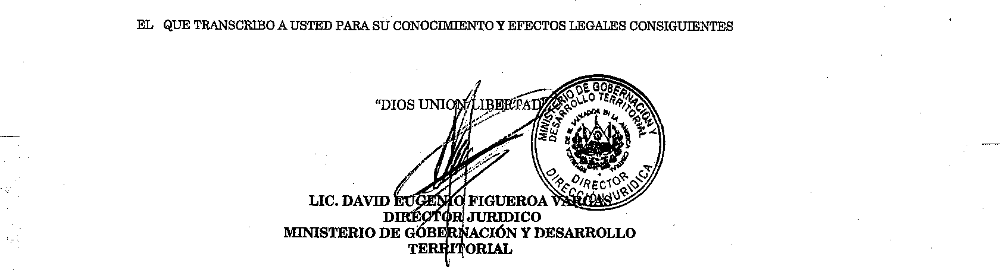 EL QUE TRANSCRIBO A USTED PARA SU CONOCIMIENTO Y EFECTOS LEGALES CONSIGUIENTES
“DIOS UNION LIBERTAD
MINISTERIO DE GOBERNACIÓN Y
DESARROLLO TERRITORIAL
REPUBLICA DE EL SALVADOR EN LA AMERICA CENTRAL
DIRECTOR
DIRECCIÓN JURIDICA
LIC. DAVID EUGENIO FIGUEROA VARGAS
DIRECTOR JURIDICO
MINISTERIO DE GOBERNACIÓN Y DESARROLLO
TERRITORIAL